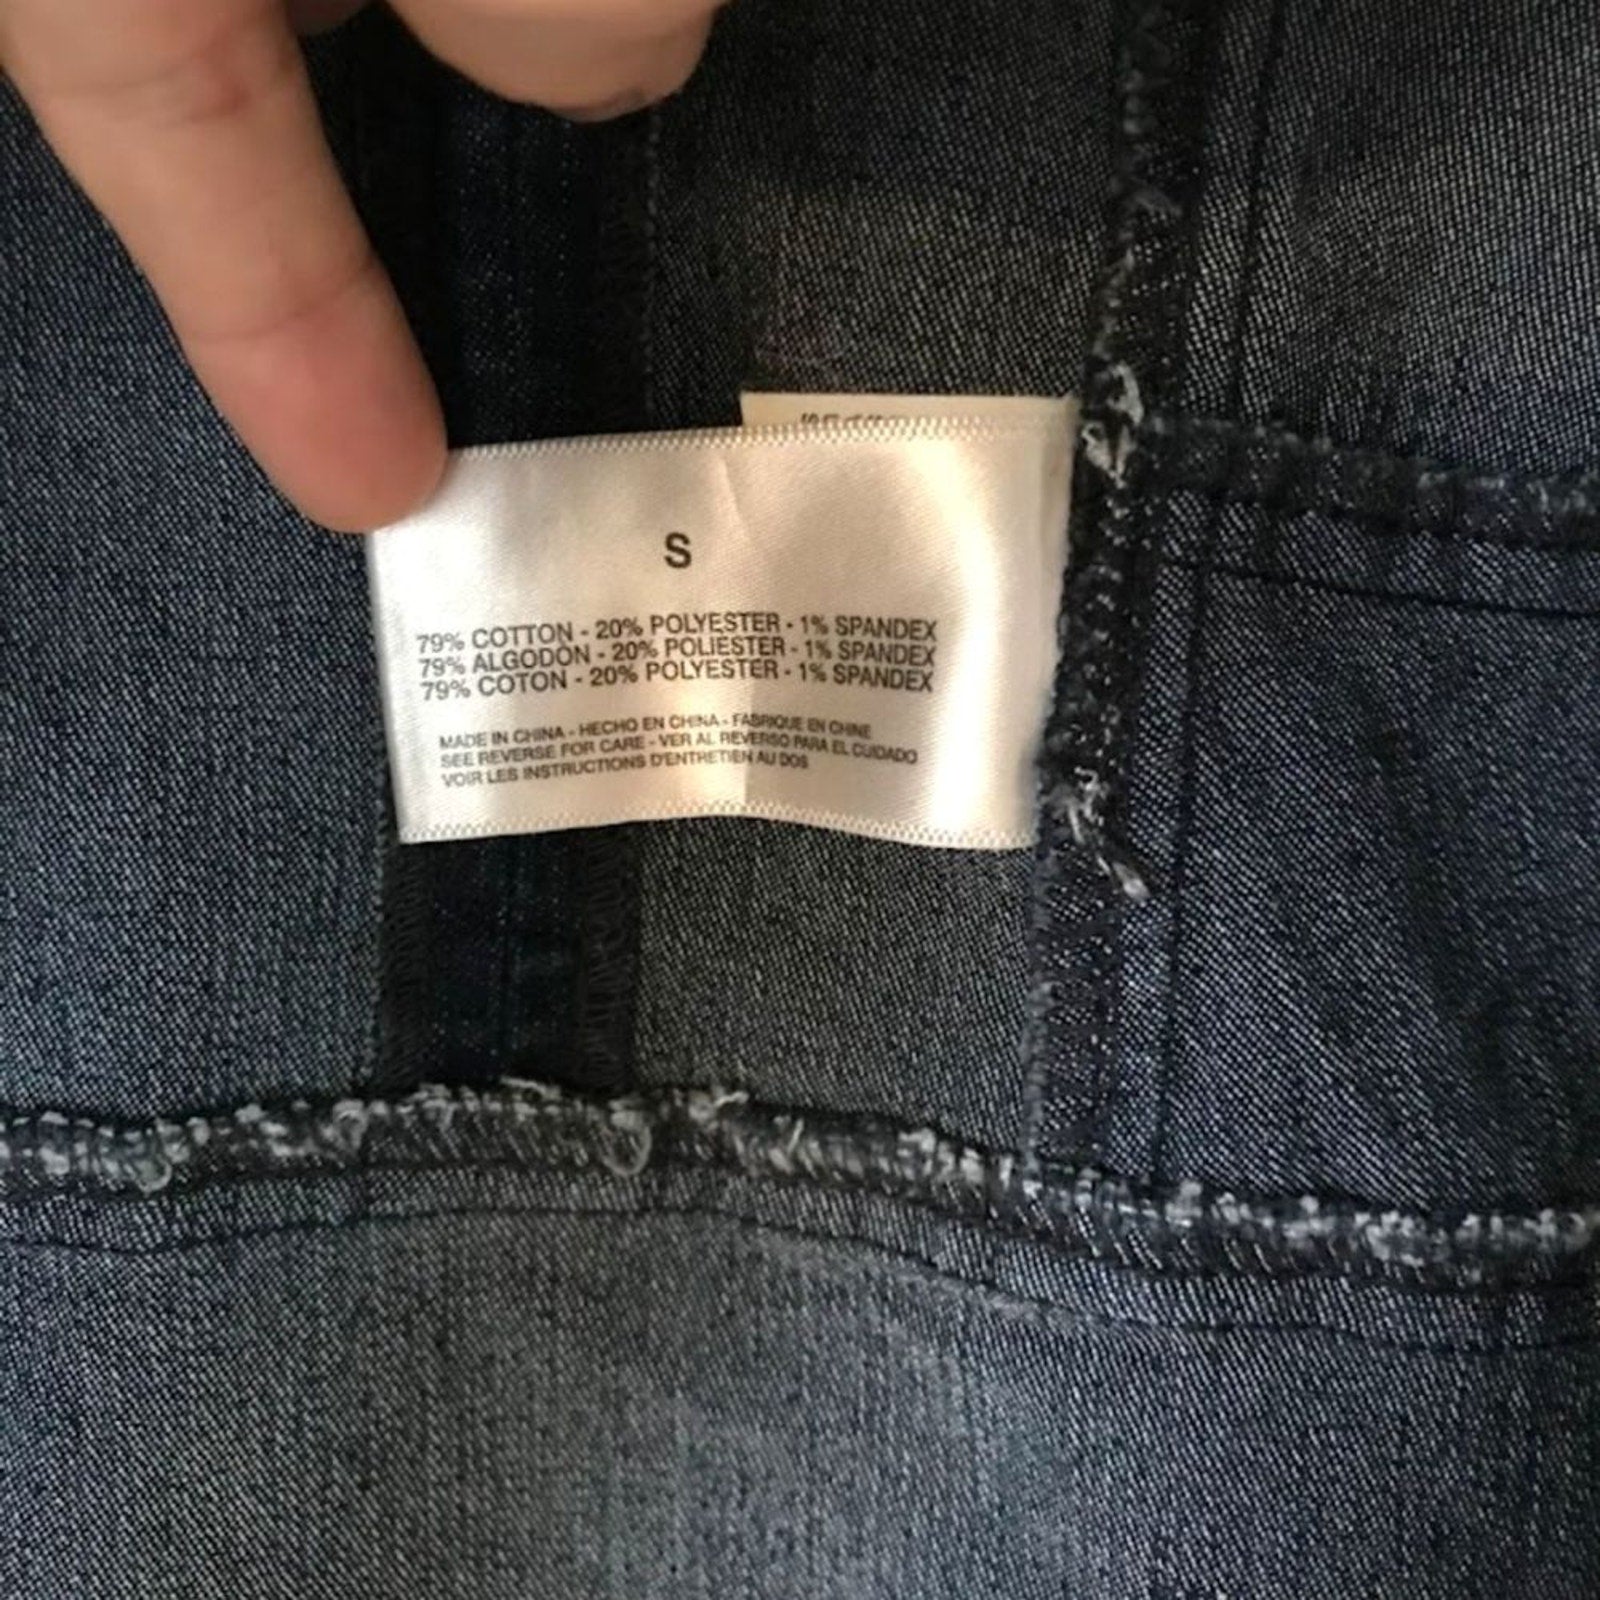 S
79% COTTON - 20% POLYESTER - 1% SPANDEX
79% ALGODÓN - 20% POLIESTER - 1% SPANDEX
79% COTON - 20% POLYESTER - 1% SPANDEX
MADE IN CHINA - HECHO EN CHINA - FABRIQUE EN CHINE
SEE REVERSE FOR CARE - VER AL REVERSO PARA EL CUIDADO
VOIR LES INSTRUCTIONS D'ENTRETIEN AU DOS